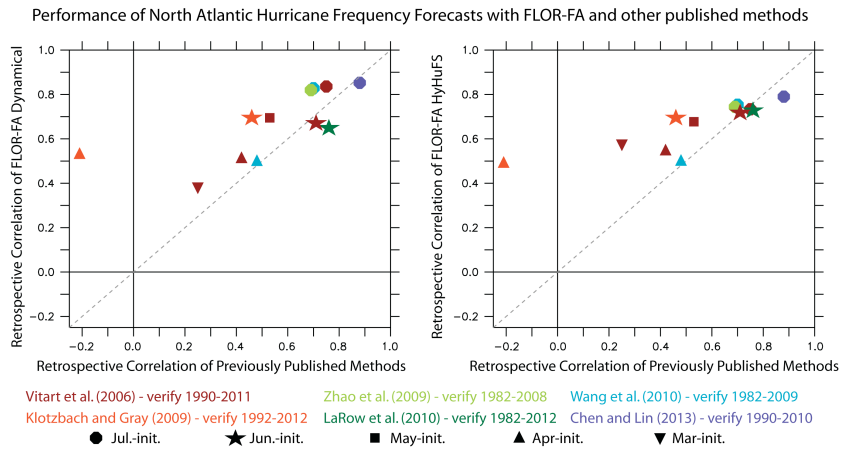 Performance of North Atlantic Hurricane Frequency Forecasts with FLOR-FA and other published methods
Retrospective Correlation of FLOR-FA Dynamical
1.0
0.8
0.6
0.4
0.2
0.0
−0.2
−0.2 0.0 0.2 0.4 0.6 0.8 1.0
Retrospective Correlation of Previously Published Methods
Retrospective Correlation of FLOR-FA HyHuFS
1.0
0.8
0.6
0.4
0.2
0.0
−0.2
−0.2 0.0 0.2 0.4 0.6 0.8 1.0
Retrospective Correlation of Previously Published Methods
Vitart et al. (2006) - verify 1990-2011 Zhao et al. (2009) - verify 1982-2008 Wang et al. (2010) - verify 1982-2009
Klotzbach and Gray (2009) - verify 1992-2012 LaRow et al. (2010) - verify 1982-2012 Chen and Lin (2013) - verify 1990-2010
Jul.-init. Jun.-init. May-init. Apr-init. Mar-init.